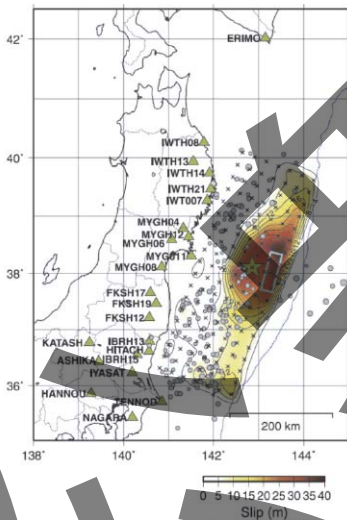 42˚
ERIMO
IWTH08
40˚
IWTH13
IWTH14
IWTH21
IWT007
MYGH04
MYGH12
MYGH06
MYG011
38˚
MYGH08
FKSH17
FKSH19
FKSH12
KATASH
IBRH13
HITACH
ASHIKA
IBRH15
36˚
IYASAT
HANNOU
TENNOD
NAGARA
200 km
138˚ 140˚ 142˚ 144˚
0 5 10 15 20 25 30 35 40
Slip (m)